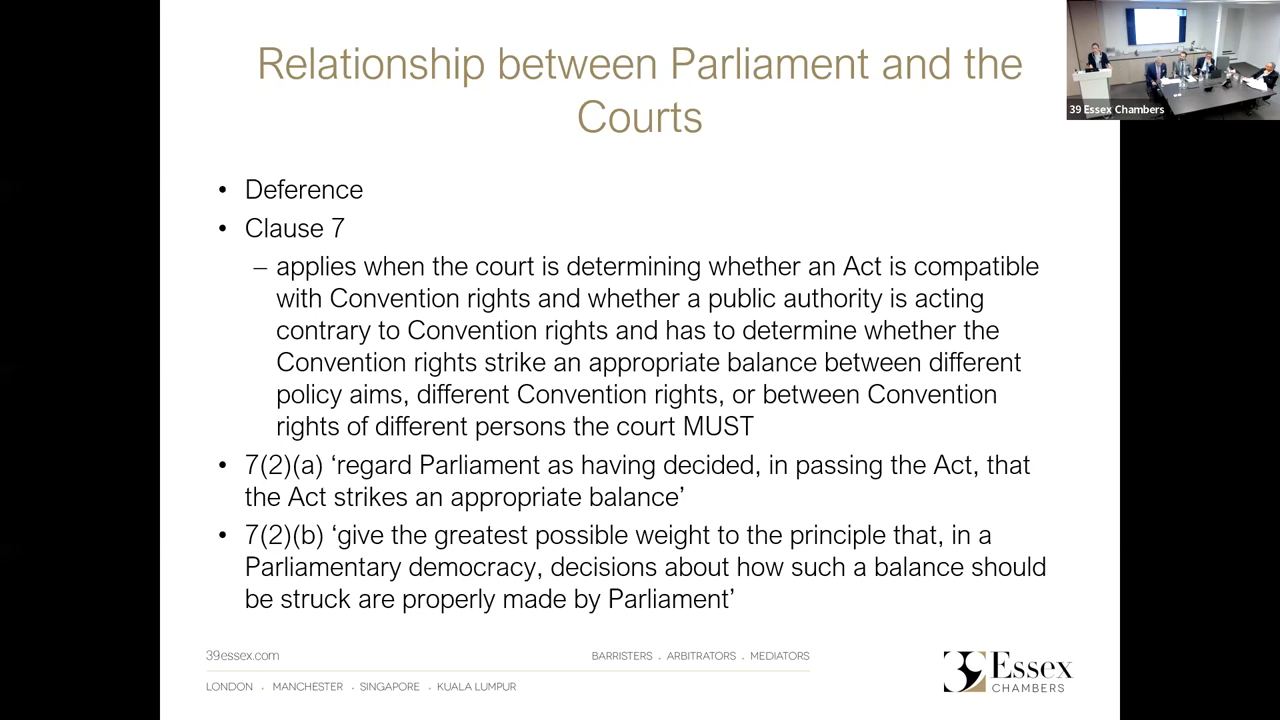 Relationship between Parliament and the
Courts
39 Essex Chambers
• Deference
• Clause 7
– applies when the court is determining whether an Act is compatible
with Convention rights and whether a public authority is acting
contrary to Convention rights and has to determine whether the
Convention rights strike an appropriate balance between different
policy aims, different Convention rights, or between Convention
rights of different persons the court MUST
• 7(2)(a) ‘regard Parliament as having decided, in passing the Act, that
the Act strikes an appropriate balance’
• 7(2)(b) ‘give the greatest possible weight to the principle that, in a
Parliamentary democracy, decisions about how such a balance should
be struck are properly made by Parliament’
39essex.com
BARRISTERS . ARBITRATORS . MEDIATORS
LONDON . MANCHESTER . SINGAPORE . KUALA LUMPUR
39 Essex
CHAMBERS